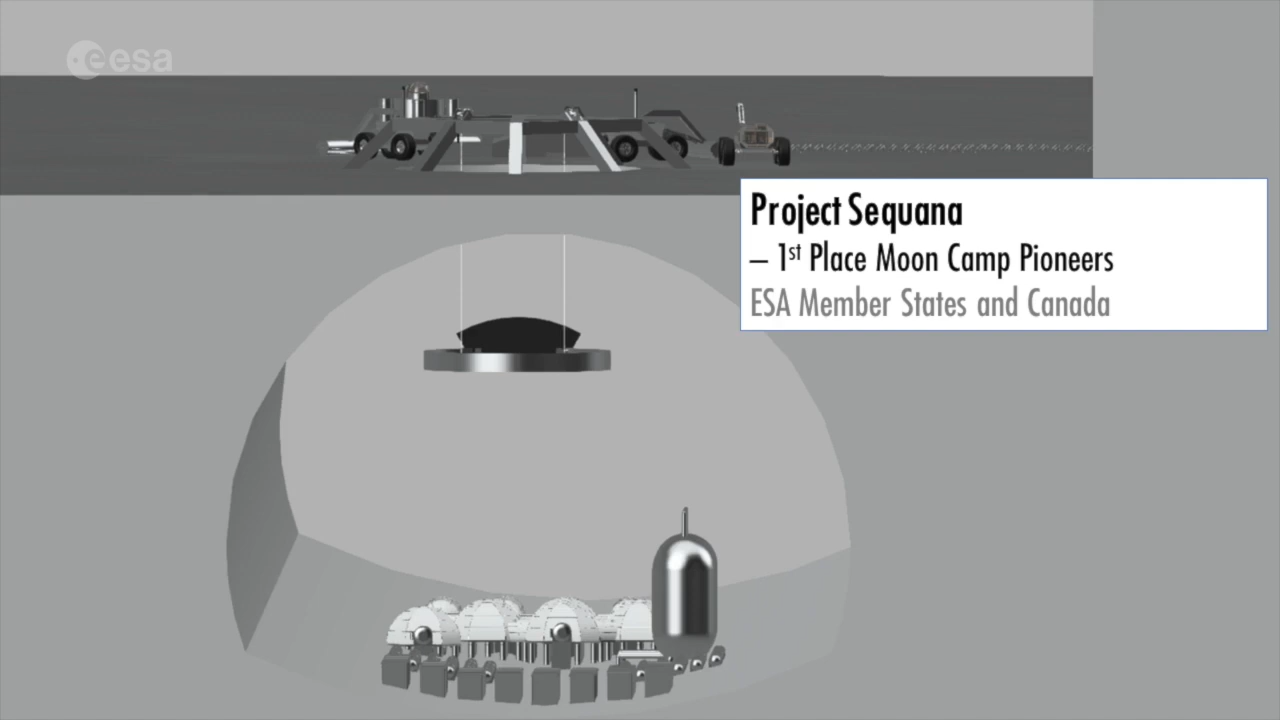 esa
Project Sequana
– 1st Place Moon Camp Pioneers
ESA Member States and Canada